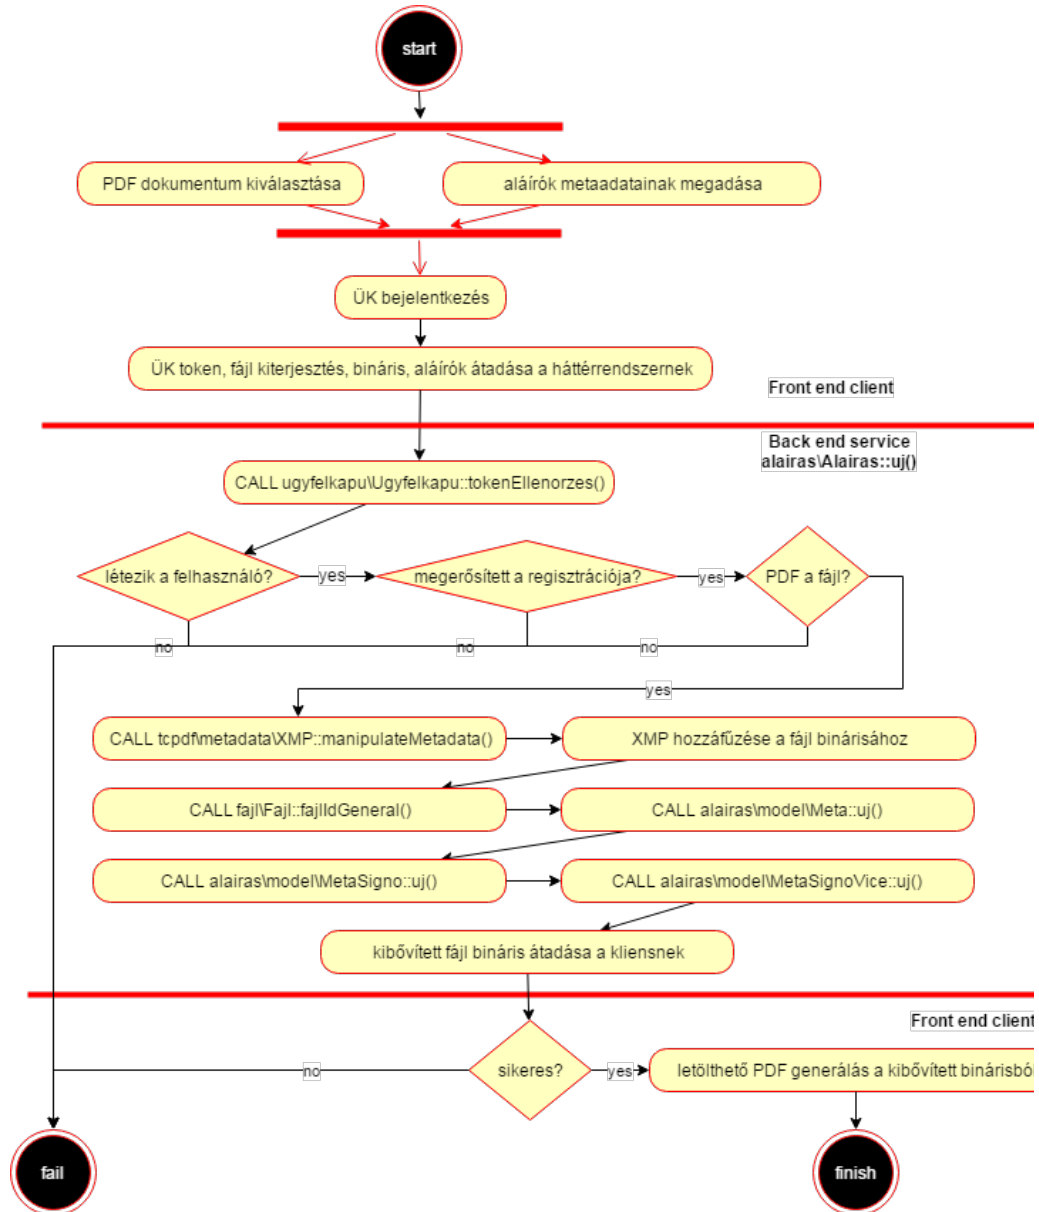 start
PDF dokumentum kiválasztása
aláírók metaadatainak megadása
ÜK bejelentkezés
ÜK token, fájl kiterjesztés, bináris, aláírók átadása a háttérrendszernek
Front end client
Back end service
alairas\Alairas::uj()
CALL ugyfelkapu\Ugyfelkapu::tokenEllenorzes()
létezik a felhasználó?
yes
megerősített a regisztrációja?
yes
PDF a fájl?
no
no
no
yes
CALL tcpdf\metadata\XMP::manipulateMetadata()
XMP hozzáfűzése a fájl binárisához
CALL fajl\Fajl::fajlIdGeneral()
CALL alairas\model\Meta::uj()
CALL alairas\model\MetaSigno::uj()
CALL alairas\model\MetaSignoVice::uj()
kibővített fájl bináris átadása a kliensnek
Front end client
no
sikeres?
yes
letölthető PDF generálás a kibővített binárisbó
fail
finish